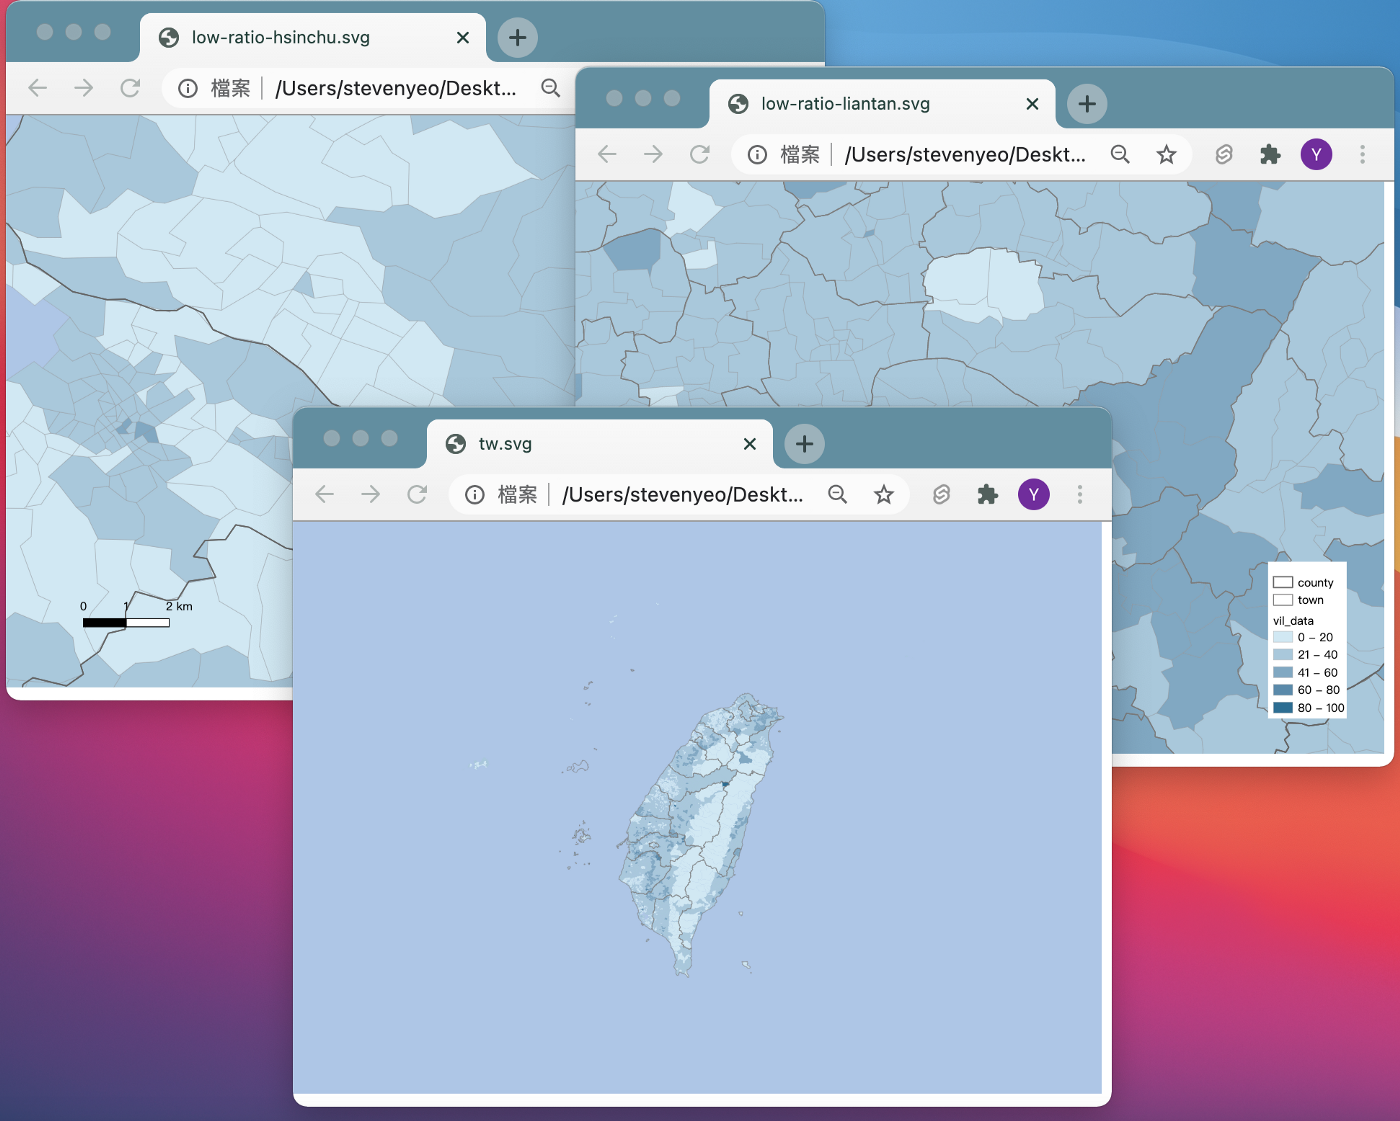 low-ratio-hsinchu.svg
檔案 /Users/stevenyeo/Deskt...
0 1 2 km
low-ratio-liantan.svg
檔案 /Users/stevenyeo/Deskt...
Y
county
town
vil_data
0 – 20
21 – 40
41 – 60
60 – 80
80 – 100
tw.svg
檔案 /Users/stevenyeo/Deskt...
Y